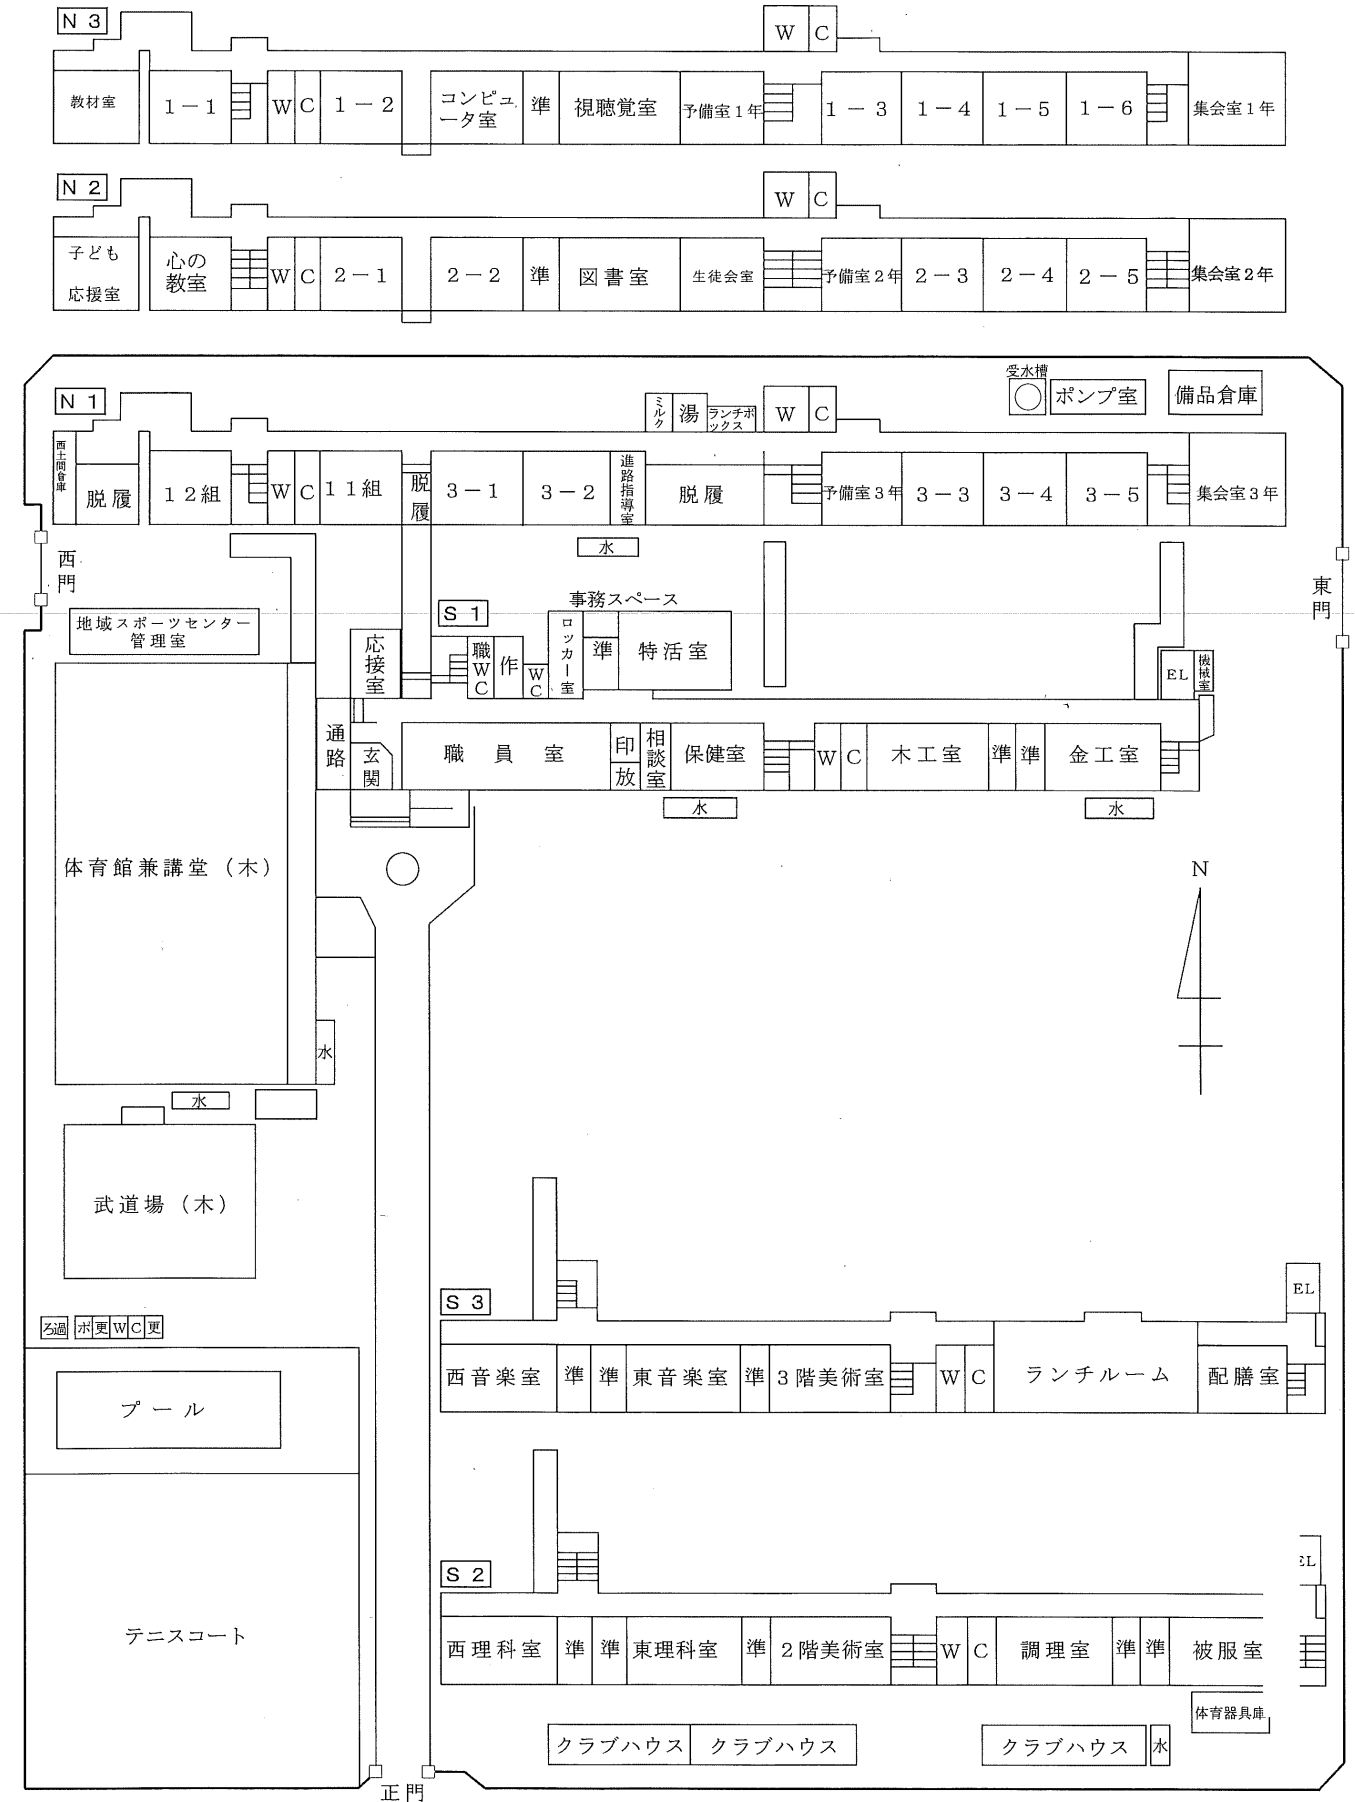 N 3
W C
教材室
1－1
W C
1－2
コンピュ
ータ室
準
視聴覚室
予備室1年
1－3
1－4
1－5
1－6
集会室1年
N 2
W C
子ども
応援室
心の
教室
W C
2－1
2－2
準
図書室
生徒会室
予備室2年
2－3
2－4
2－5
集会室2年
受水槽
ポンプ室
備品倉庫
N 1
ミルク
湯
ランチボ
ックス
W C
西土間倉庫
脱履
12組
W C
11組
脱履
3－1
3－2
進路指導室
脱履
予備室3年
3－3
3－4
3－5
集会室3年
西門
水
東門
地域スポーツセンター
管理室
S 1
事務スペース
応接室
職WC
作
WC
ロッカー室
準
特活室
EL
機械室
通路
玄関
職員室
印
放
相談室
保健室
W C
木工室
準
準
金工室
水
水
体育館兼講堂（木）
N
水
水
武道場（木）
ろ過
ポ
更
W
C
更
プール
テニスコート
S 3
EL
西音楽室
準
準
東音楽室
準
3階美術室
W C
ランチルーム
配膳室
S 2
EL
西理科室
準
準
東理科室
準
2階美術室
W C
調理室
準
準
被服室
体育器具庫
クラブハウス
クラブハウス
クラブハウス
水
正門